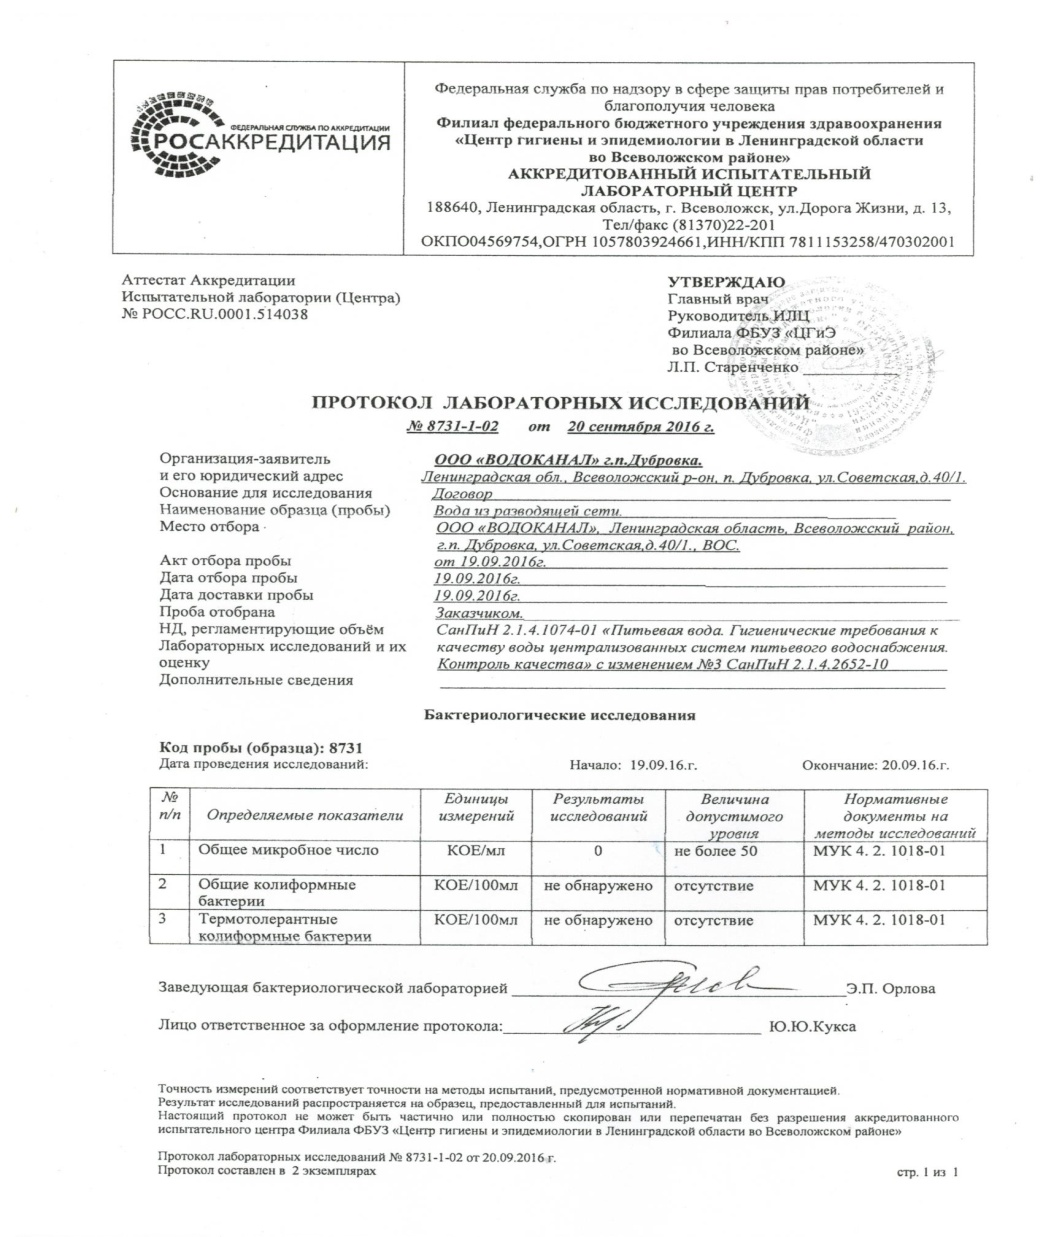 ФЕДЕРАЛЬНАЯ СЛУЖБА ПО АККРЕДИТАЦИИ
РОСАККРЕДИТАЦИЯ
Федеральная служба по надзору в сфере защиты прав потребителей и
благополучия человека
Филиал федерального бюджетного учреждения здравоохранения
«Центр гигиены и эпидемиологии в Ленинградской области
во Всеволожском районе»
АККРЕДИТОВАННЫЙ ИСПЫТАТЕЛЬНЫЙ
ЛАБОРАТОРНЫЙ ЦЕНТР
188640, Ленинградская область, г. Всеволожск, ул.Дорога Жизни, д. 13,
Тел/факс (81370)22-201
ОКПО04569754,ОГРН 1057803924661,ИНН/КПП 7811153258/470302001
Аттестат Аккредитации
Испытательной лаборатории (Центра)
№ РОСС.RU.0001.514038
УТВЕРЖДАЮ
Главный врач
Руководитель ИЛЦ
Филиала ФБУЗ «ЦГиЭ
во Всеволожском районе»
Л.П. Старенченко
ПРОТОКОЛ ЛАБОРАТОРНЫХ ИССЛЕДОВАНИЙ
№ 8731-1-02 от 20 сентября 2016 г.
Организация-заявитель ООО «ВОДОКАНАЛ» г.п.Дубровка.
и его юридический адрес Ленинградская обл., Всеволожский р-он, п. Дубровка, ул.Советская,д.40/1.
Основание для исследования Договор
Наименование образца (пробы) Вода из разводящей сети.
Место отбора ООО «ВОДОКАНАЛ», Ленинградская область, Всеволожский район,
г.п. Дубровка, ул.Советская,д.40/1., ВОС.
Акт отбора пробы от 19.09.2016г.
Дата отбора пробы 19.09.2016г.
Дата доставки пробы 19.09.2016г.
Проба отобрана Заказчиком.
НД, регламентирующие объём СанПиН 2.1.4.1074-01 «Питьевая вода. Гигиенические требования к
Лабораторных исследований и их качеству воды централизованных систем питьевого водоснабжения.
оценку Контроль качества» с изменением №3 СанПиН 2.1.4.2652-10
Дополнительные сведения
Бактериологические исследования
Код пробы (образца): 8731
Дата проведения исследований: Начало: 19.09.16.г. Окончание: 20.09.16.г.
№ п/п Определяемые показатели Единицы измерений Результаты исследований Величина допустимого уровня Нормативные документы на методы исследований
1 Общее микробное число КОЕ/мл 0 не более 50 МУК 4. 2. 1018-01
2 Общие колиформные бактерии КОЕ/100мл не обнаружено отсутствие МУК 4. 2. 1018-01
3 Термотолерантные колиформные бактерии КОЕ/100мл не обнаружено отсутствие МУК 4. 2. 1018-01
Заведующая бактериологической лабораторией Э.П. Орлова
Лицо ответственное за оформление протокола: Ю.Ю.Кукса
Точность измерений соответствует точности на методы испытаний, предусмотренной нормативной документацией.
Результат исследований распространяется на образец, предоставленный для испытаний.
Настоящий протокол не может быть частично или полностью скопирован или перепечатан без разрешения аккредитованного
испытательного центра Филиала ФБУЗ «Центр гигиены и эпидемиологии в Ленинградской области во Всеволожском районе»
Протокол лабораторных исследований № 8731-1-02 от 20.09.2016 г.
Протокол составлен в 2 экземплярах стр. 1 из 1